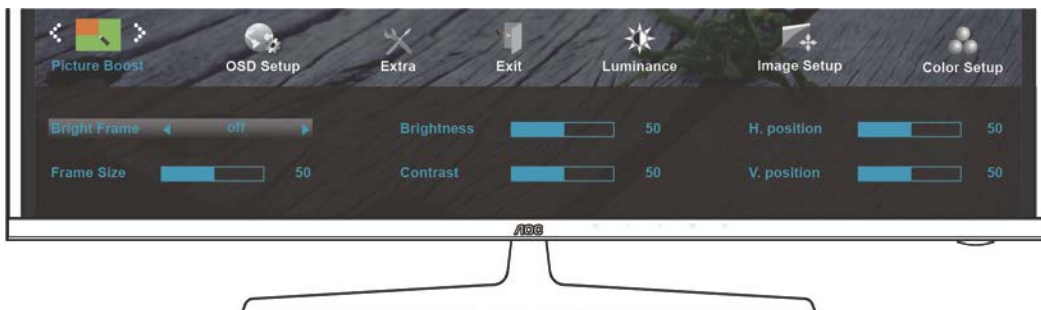 Picture Boost OSD Setup Extra Exit Luminance Image Setup Color Setup
Bright Frame off Brightness 50 H. position 50
Frame Size 50 Contrast 50 V. position 50
AOC